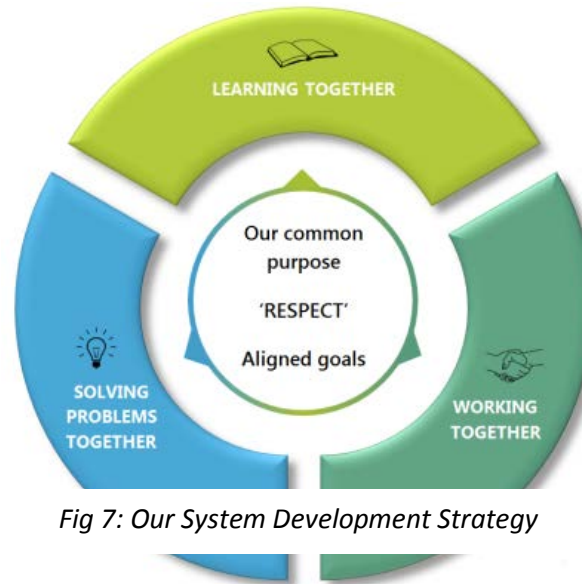 LEARNING TOGETHER
Our common
purpose
‘RESPECT’
Aligned goals
SOLVING
PROBLEMS
TOGETHER
WORKING
TOGETHER
Fig 7: Our System Development Strategy